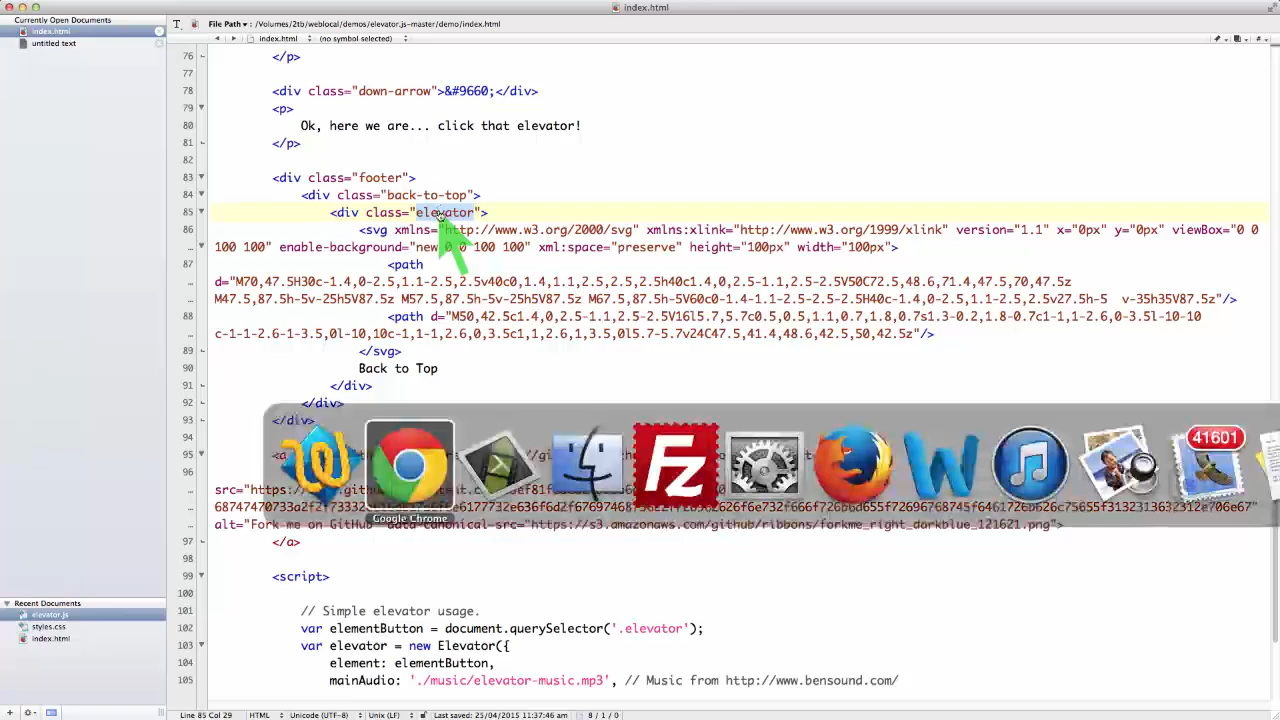 index.html
Currently Open Documents
index.html
untitled text
File Path ▾ : /Volumes/2tb/weblocal/demos/elevator.js-master/demo/index.html
index.html (no symbol selected)
76 </p>
77
78 <div class="down-arrow">&#9660;</div>
79 <p>
80 Ok, here we are... click that elevator!
81 </p>
82
83 <div class="footer">
84 <div class="back-to-top">
85 <div class="elevator">
86 <svg xmlns="http://www.w3.org/2000/svg" xmlns:xlink="http://www.w3.org/1999/xlink" version="1.1" x="0px" y="0px" viewBox="0 0
100 100" enable-background="new 0 0 100 100" xml:space="preserve" height="100px" width="100px">
87 <path
d="M70,47.5H30c-1.4,0-2.5,1.1-2.5,2.5v40c0,1.4,1.1,2.5,2.5,2.5h40c1.4,0,2.5-1.1,2.5-2.5V50C72.5,48.6,71.4,47.5,70,47.5z
M47.5,87.5h-5v-25h5V87.5z M57.5,87.5h-5v-25h5V87.5z M67.5,87.5h-5V60c0-1.4-1.1-2.5-2.5-2.5H40c-1.4,0-2.5,1.1-2.5,2.5v27.5h-5 v-35h35V87.5z"/>
88 <path d="M50,42.5c1.4,0,2.5-1.1,2.5-2.5V16l5.7,5.7c0.5,0.5,1.1,0.7,1.8,0.7s1.3-0.2,1.8-0.7c1-1,1-2.6,0-3.5l-10-10
c-1-1-2.6-1-3.5,0l-10,10c-1,1-1,2.6,0,3.5c1,1,2.6,1,3.5,0l5.7-5.7v24C47.5,41.4,48.6,42.5,50,42.5z"/>
89 </svg>
90 Back to Top
91 </div>
92 </div>
93 </div>
94
95 <a
96
41601
Google Chrome
alt="Fork me on GitHub" data-canonical-src="https://s3.amazonaws.com/github/ribbons/forkme_right_darkblue_121621.png">
97 </a>
98
99 <script>
100
101 // Simple elevator usage.
102 var elementButton = document.querySelector('.elevator');
103 var elevator = new Elevator({
104 element: elementButton,
105 mainAudio: './music/elevator-music.mp3', // Music from http://www.bensound.com/
Recent Documents
elevator.js
styles.css
index.html
Line 85 Col 29 HTML Unicode (UTF-8) Unix (LF) Last saved: 25/04/2015 11:37:46 am 8 / 1 / 0